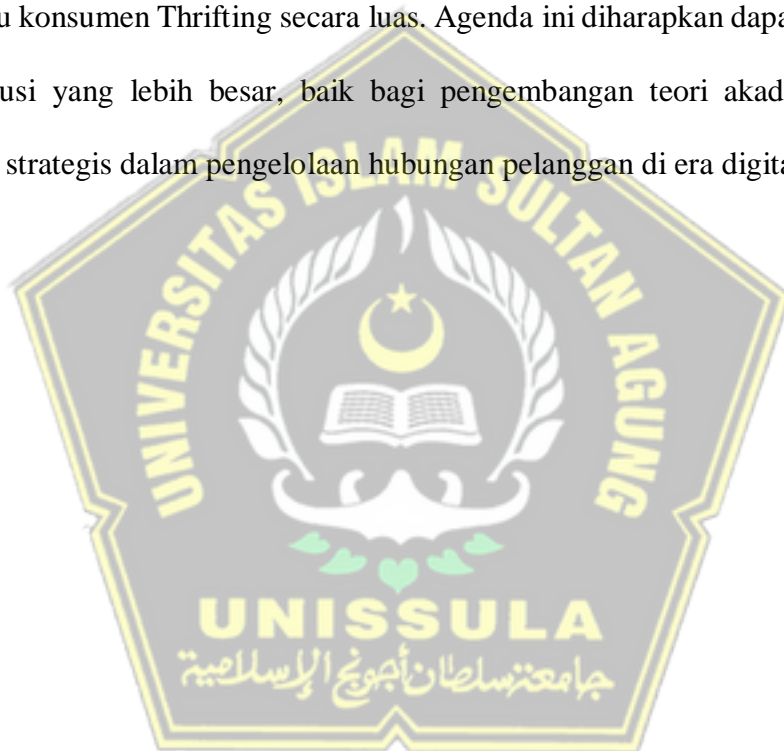 u konsumen Thrifting secara luas. Agenda ini diharapkan dapa
usi yang lebih besar, baik bagi pengembangan teori akad
strategis dalam pengelolaan hubungan pelanggan di era digita
UNIVERSITAS ISLAM SULTAN AGUNG
UNISSULA
جامعة سلطان أجونج الإسلامية